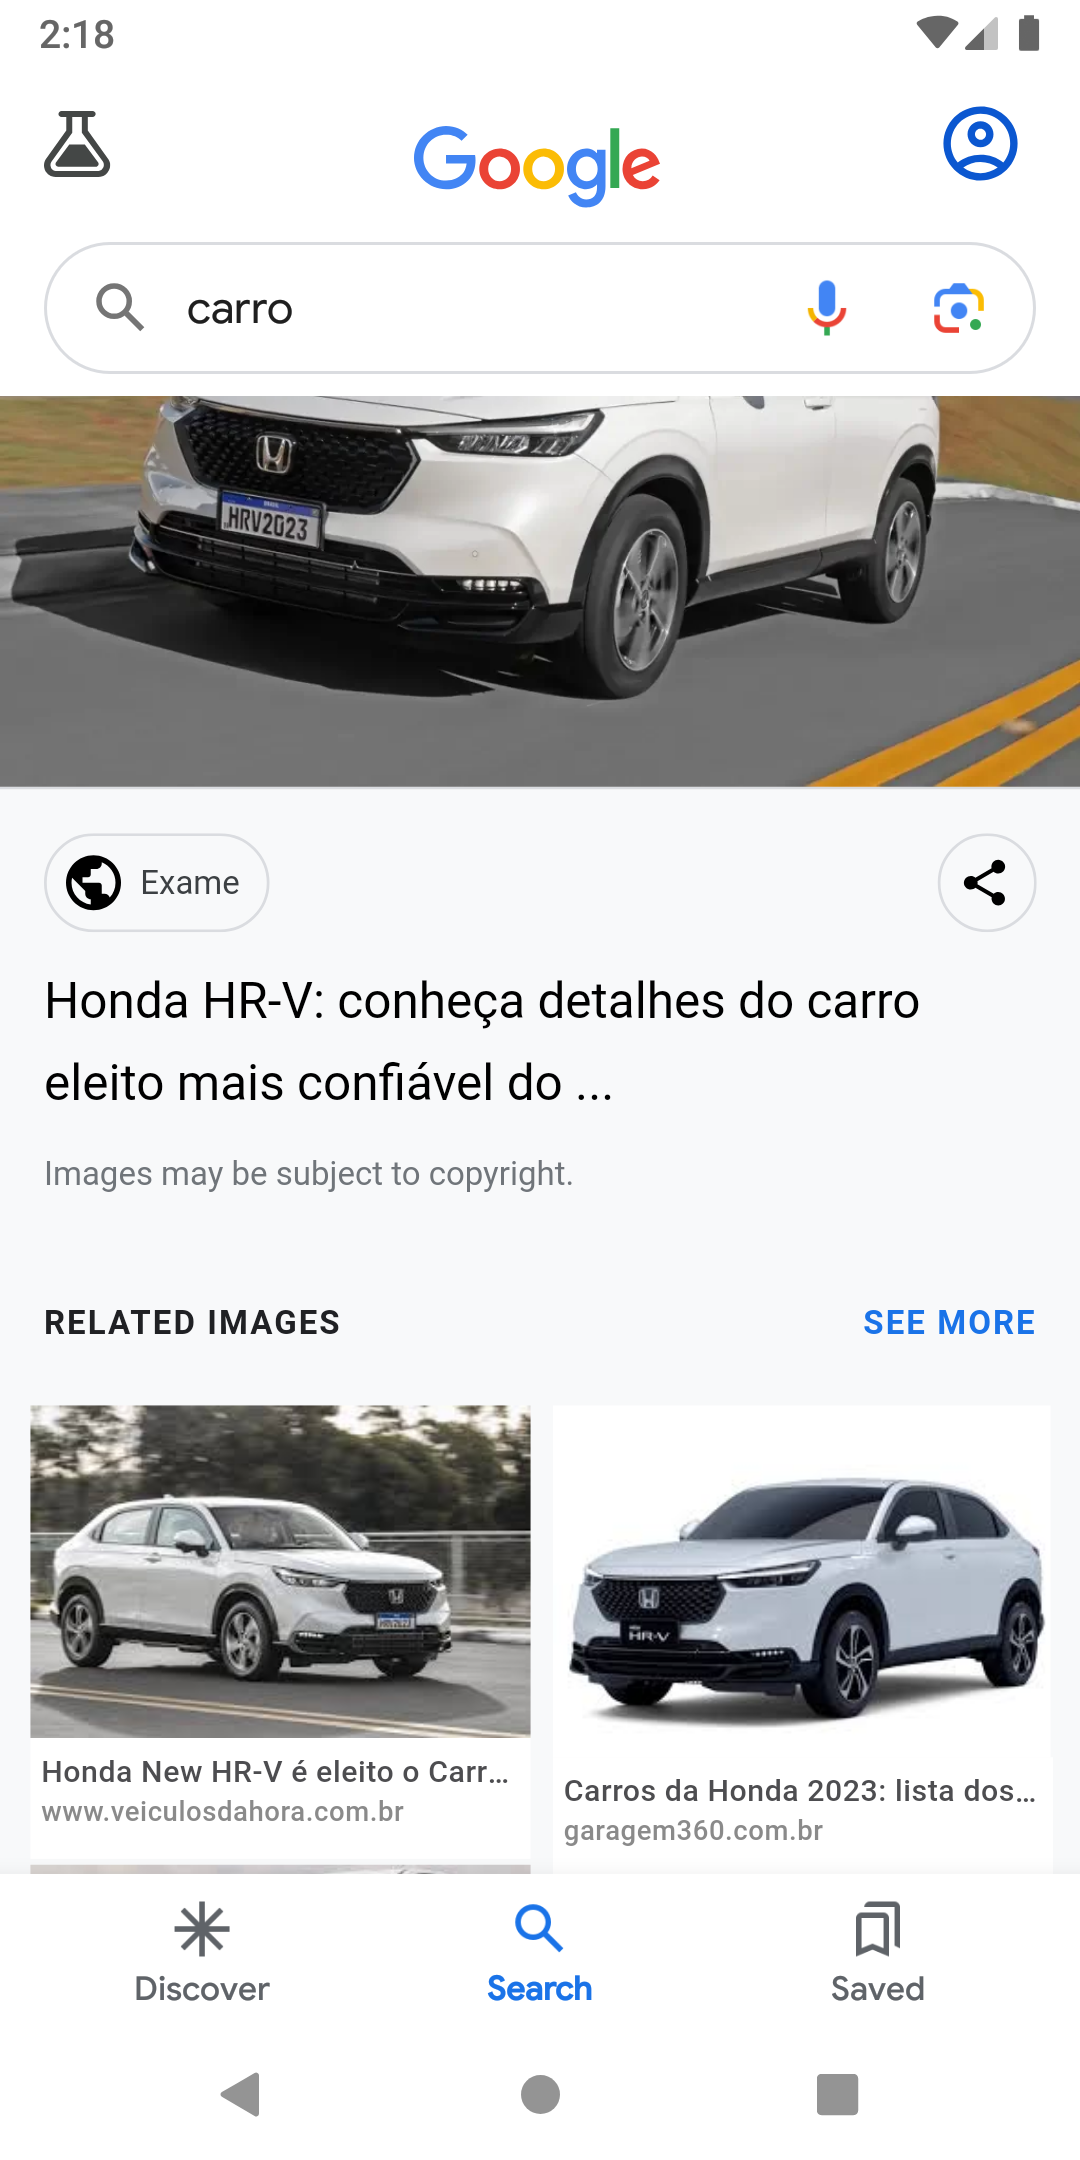 2:18
Google
carro
HRV2023
Exame
Honda HR-V: conheça detalhes do carro
eleito mais confiável do ...
Images may be subject to copyright.
RELATED IMAGES
SEE MORE
HR-V
Honda New HR-V é eleito o Carr...
www.veiculosdahora.com.br
Carros da Honda 2023: lista dos...
garagem360.com.br
Discover
Search
Saved